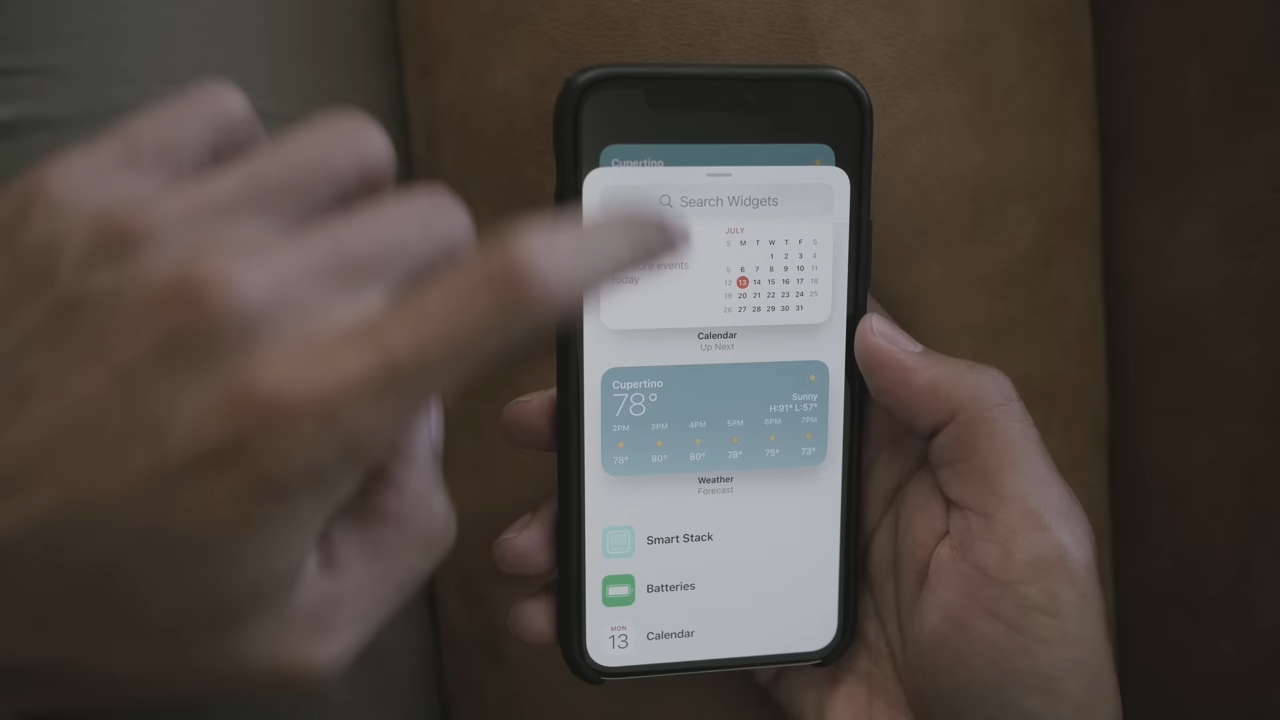 Cupertino
Search Widgets
JULY
S M T W T F S
1 2 3 4
5 6 7 8 9 10 11
12 13 14 15 16 17 18
19 20 21 22 23 24 25
26 27 28 29 30 31
events
today
Calendar
Up Next
Cupertino
78°
Sunny
H:91° L:57°
2PM 3PM 4PM 5PM 6PM 7PM
78° 80° 80° 78° 75° 73°
Weather
Forecast
Smart Stack
Batteries
MON
13
Calendar